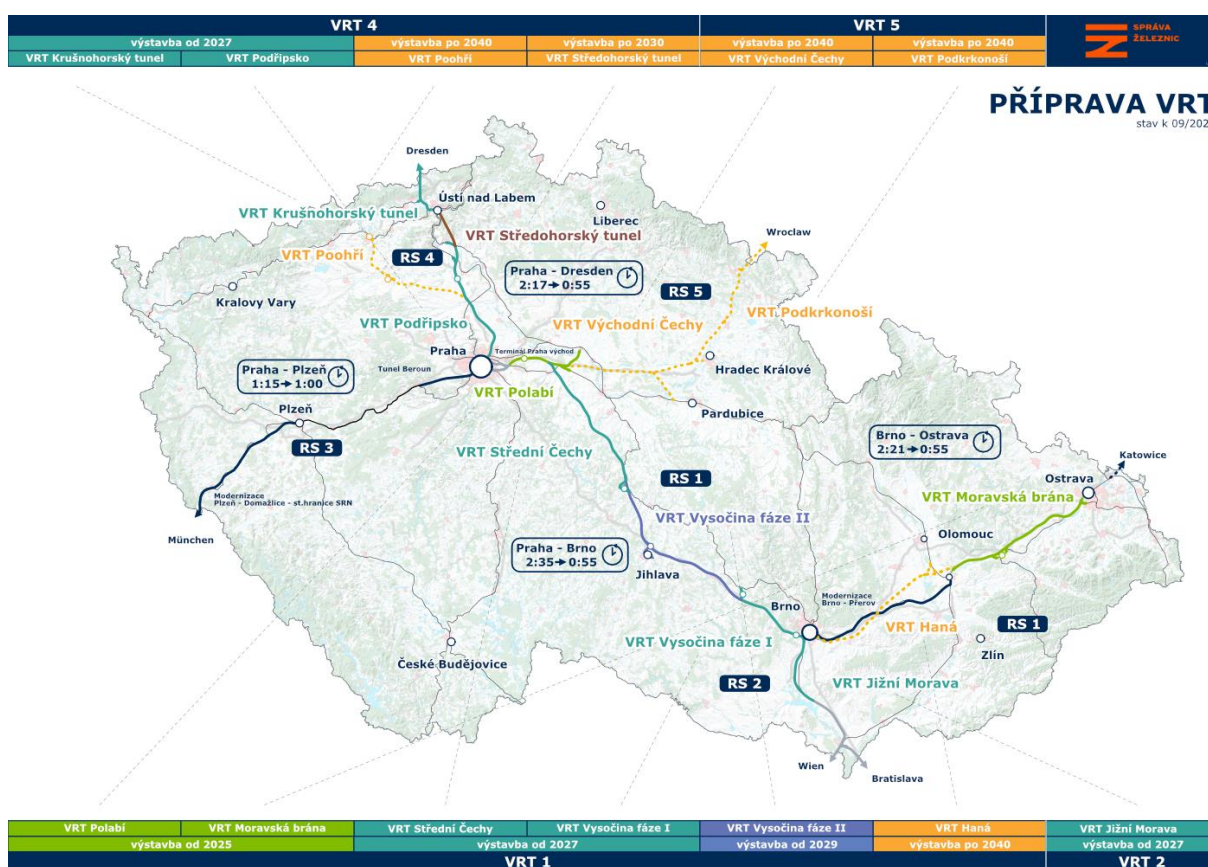 VRT 4
VRT 5
výstavba od 2027
výstavba po 2040
výstavba po 2030
výstavba po 2040
výstavba po 2040
VRT Krušnohorský tunel
VRT Podřipsko
VRT Poohří
VRT Středohorský tunel
VRT Východní Čechy
VRT Podkrkonoší
SPRÁVA
ŽELEZNIC
PŘÍPRAVA VRT
stav k 09/202
Dresden
Ústí nad Labem
VRT Krušnohorský tunel
Liberec
VRT Středohorský tunel
Wroclaw
VRT Poohří
RS 4
Praha - Dresden
2:17→0:55
RS 5
Kralovy Vary
VRT Podkrkonoší
VRT Podřipsko
VRT Východní Čechy
Praha
Terminál Praha východ
Praha - Plzeň
1:15→1:00
Tunel Beroun
Hradec Králové
VRT Polabí
Pardubice
Plzeň
RS 3
Brno - Ostrava
2:21→0:55
VRT Střední Čechy
Katowice
RS 1
Ostrava
Modernizace
Plzeň - Domažlice - st.hranice SRN
VRT Moravská brána
VRT Vysočina fáze II
München
Olomouc
Praha - Brno
2:35→0:55
Jihlava
Modernizace
Brno - Přerov
Brno
VRT Haná
RS 1
VRT Vysočina fáze I
Zlín
České Budějovice
RS 2
VRT Jižní Morava
Wien
Bratislava
VRT Polabí
VRT Moravská brána
VRT Střední Čechy
VRT Vysočina fáze I
VRT Vysočina fáze II
VRT Haná
VRT Jižní Morava
výstavba od 2025
výstavba od 2027
výstavba od 2029
výstavba po 2040
výstavba od 2027
VRT 1
VRT 2